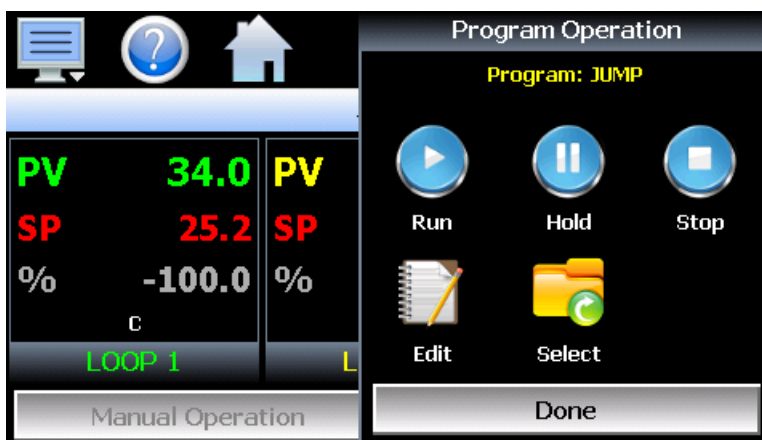 Program Operation
Program: JUMP
PV 34.0 PV
SP 25.2 SP
% -100.0 %
C
LOOP 1 L
Manual Operation
Run Hold Stop
Edit Select
Done